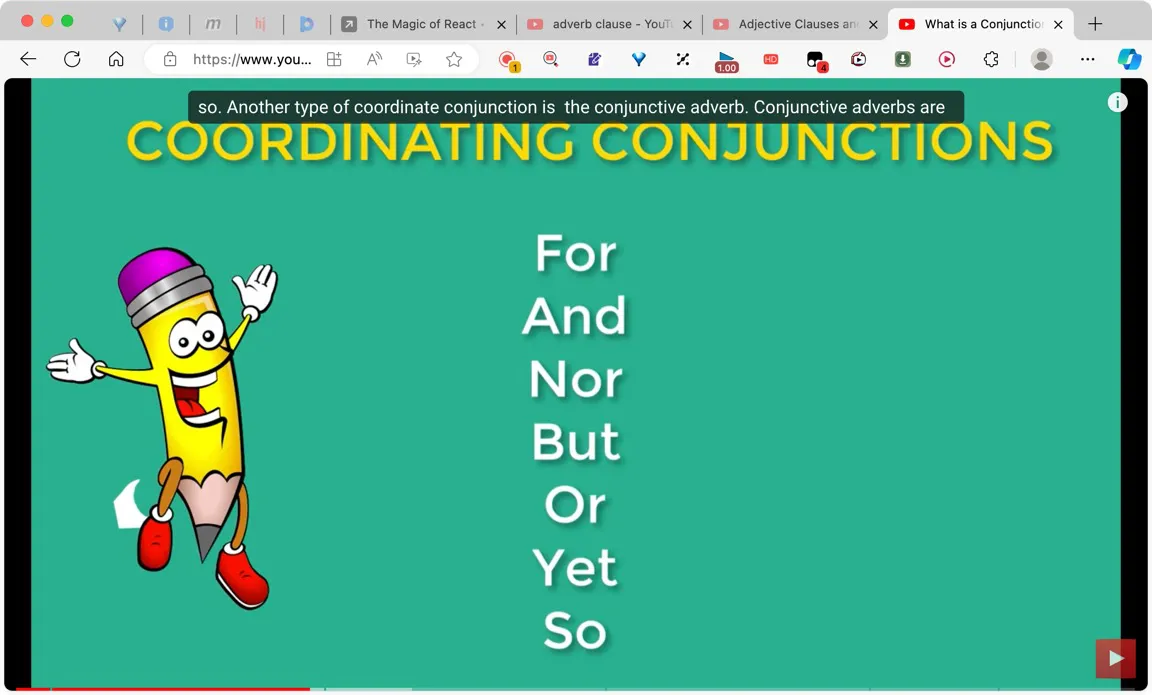 The Magic of React -
adverb clause - YouTu
Adjective Clauses an
What is a Conjunctio
https://www.you...
1
1.00
HD
4
so. Another type of coordinate conjunction is the conjunctive adverb. Conjunctive adverbs are
COORDINATING CONJUNCTIONS
For
And
Nor
But
Or
Yet
So